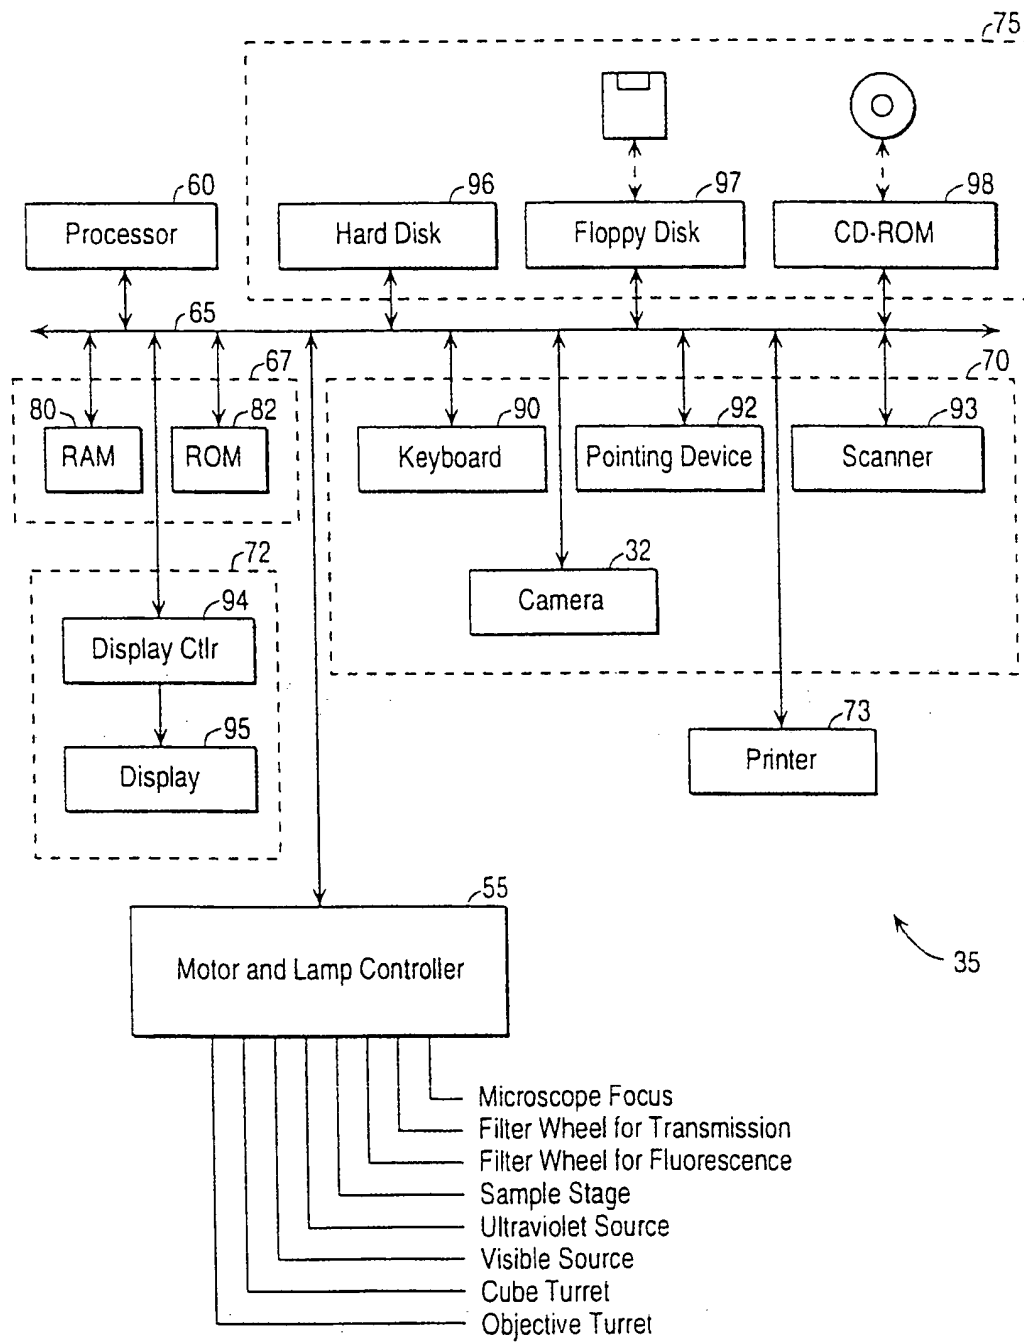 75
60
96
97
98
Processor
Hard Disk
Floppy Disk
CD-ROM
65
67
70
80
82
90
92
93
RAM
ROM
Keyboard
Pointing Device
Scanner
72
32
94
Camera
Display Ctlr
95
73
Display
Printer
55
Motor and Lamp Controller
35
Microscope Focus
Filter Wheel for Transmission
Filter Wheel for Fluorescence
Sample Stage
Ultraviolet Source
Visible Source
Cube Turret
Objective Turret